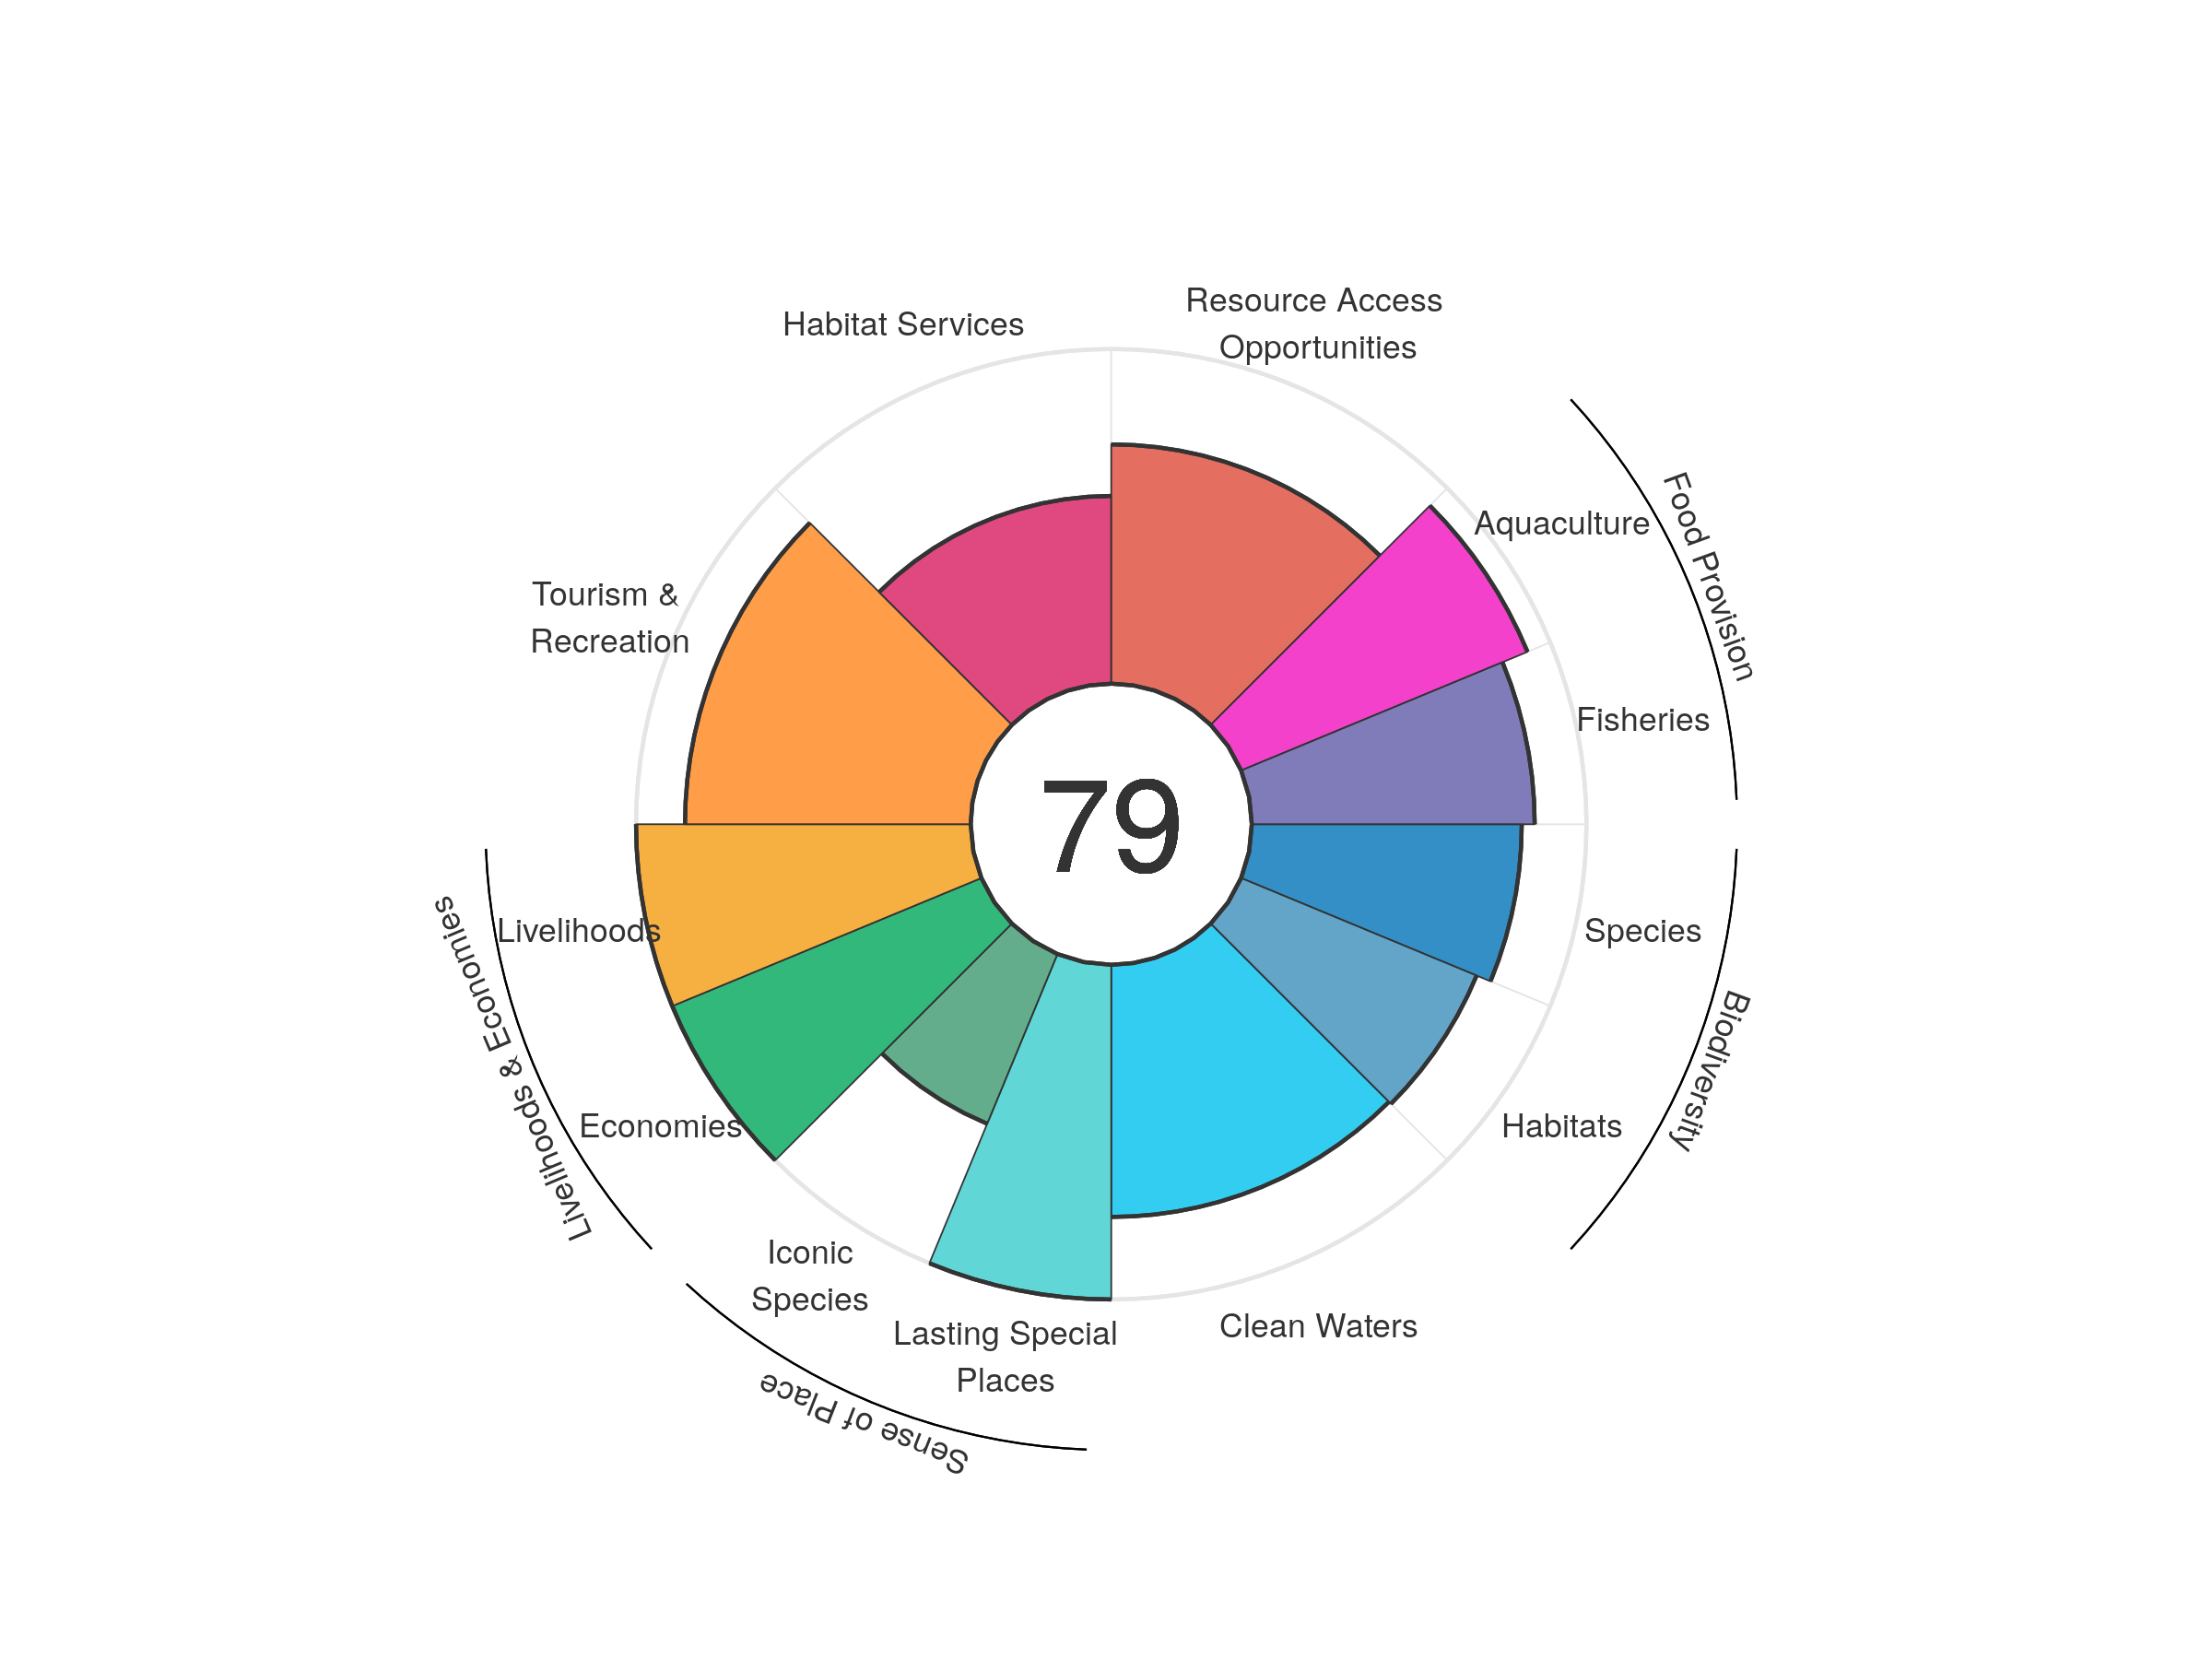 Resource Access
Opportunities
Habitat Services
Aquaculture
Food Provision
Tourism &
Recreation
Fisheries
79
Livelihoods
Species
Livelihoods & Economies
Biodiversity
Economies
Habitats
Iconic
Species
Lasting Special
Places
Clean Waters
Sense of Place